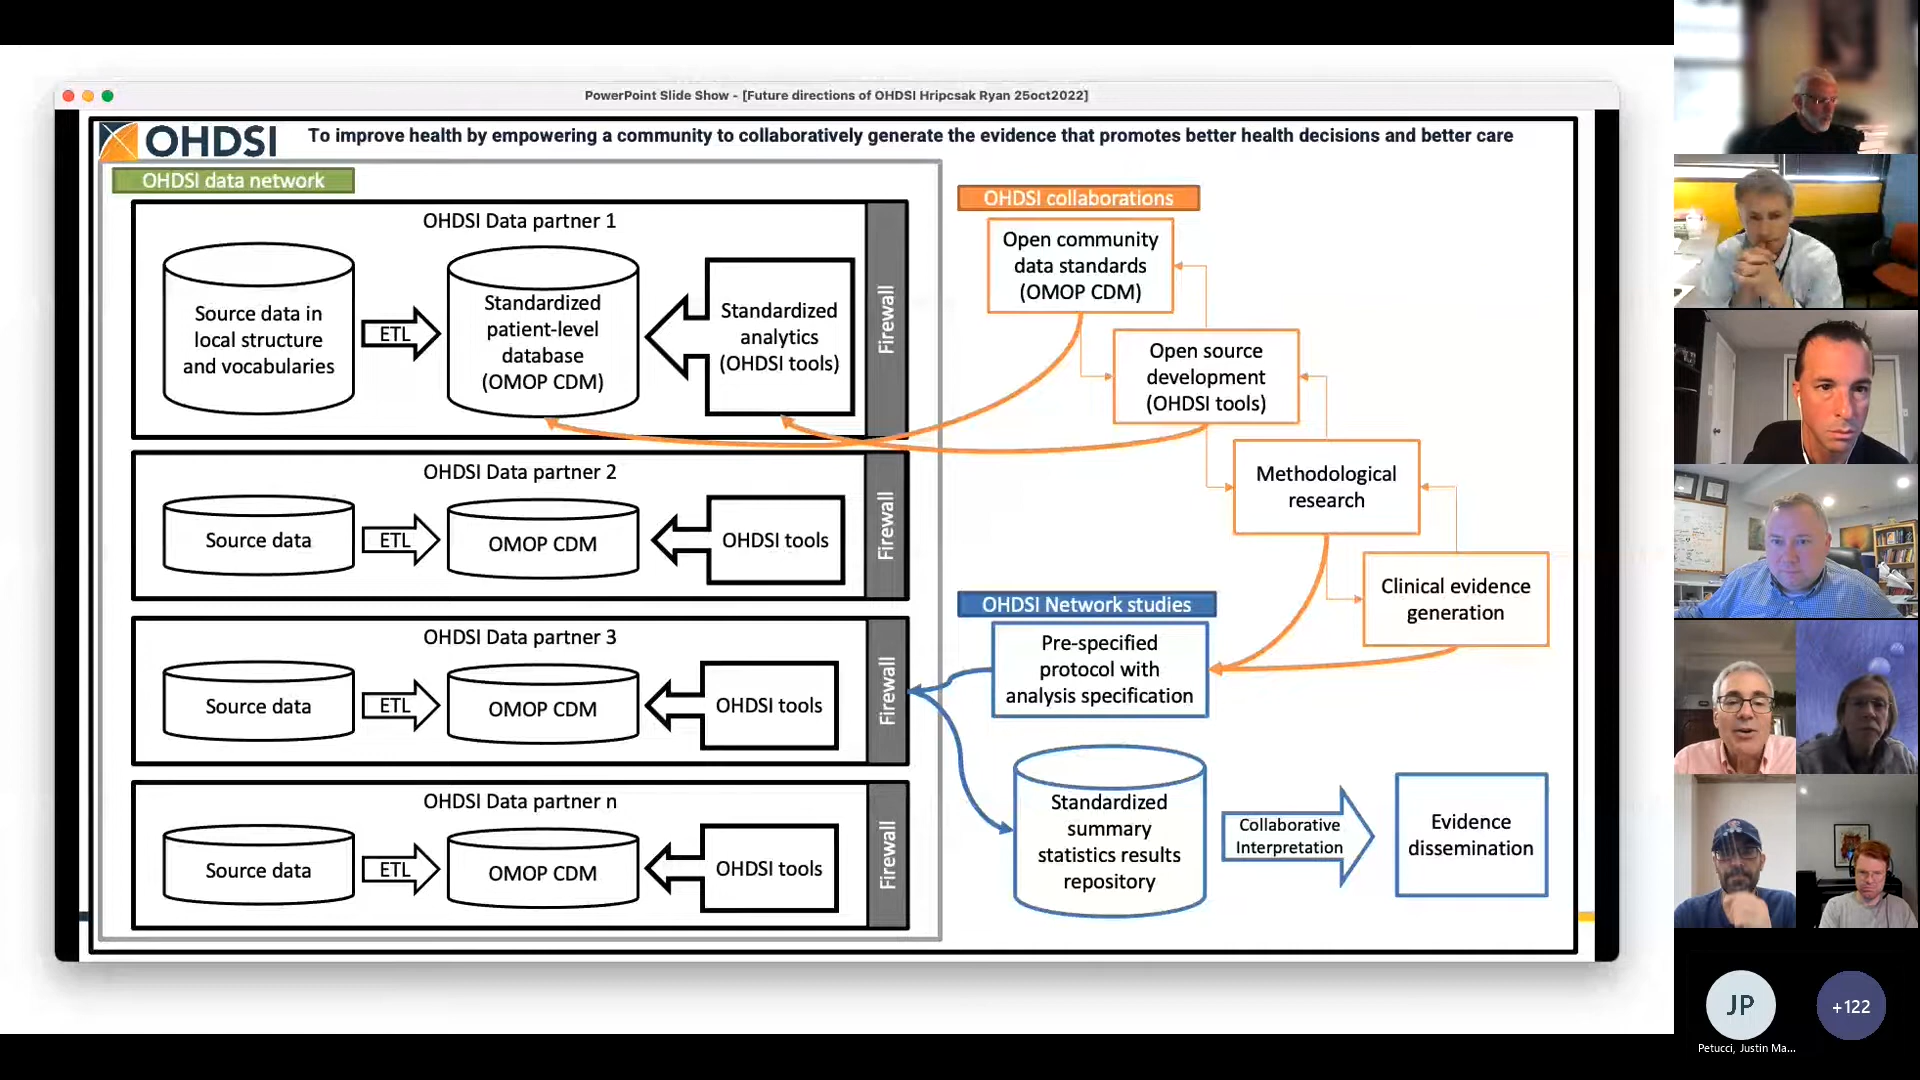 PowerPoint Slide Show - [Future directions of OHDSI Hripcsak Ryan 25oct2022]
OHDSI
To improve health by empowering a community to collaboratively generate the evidence that promotes better health decisions and better care
OHDSI data network
OHDSI Data partner 1
Source data in
local structure
and vocabularies
ETL
Standardized
patient-level
database
(OMOP CDM)
Standardized
analytics
(OHDSI tools)
Firewall
OHDSI Data partner 2
Source data
ETL
OMOP CDM
OHDSI tools
Firewall
OHDSI Data partner 3
Source data
ETL
OMOP CDM
OHDSI tools
Firewall
OHDSI Data partner n
Source data
ETL
OMOP CDM
OHDSI tools
Firewall
OHDSI collaborations
Open community
data standards
(OMOP CDM)
Open source
development
(OHDSI tools)
Methodological
research
Clinical evidence
generation
OHDSI Network studies
Pre-specified
protocol with
analysis specification
Standardized
summary
statistics results
repository
Collaborative
Interpretation
Evidence
dissemination
JP
+122
Petucci, Justin Ma...